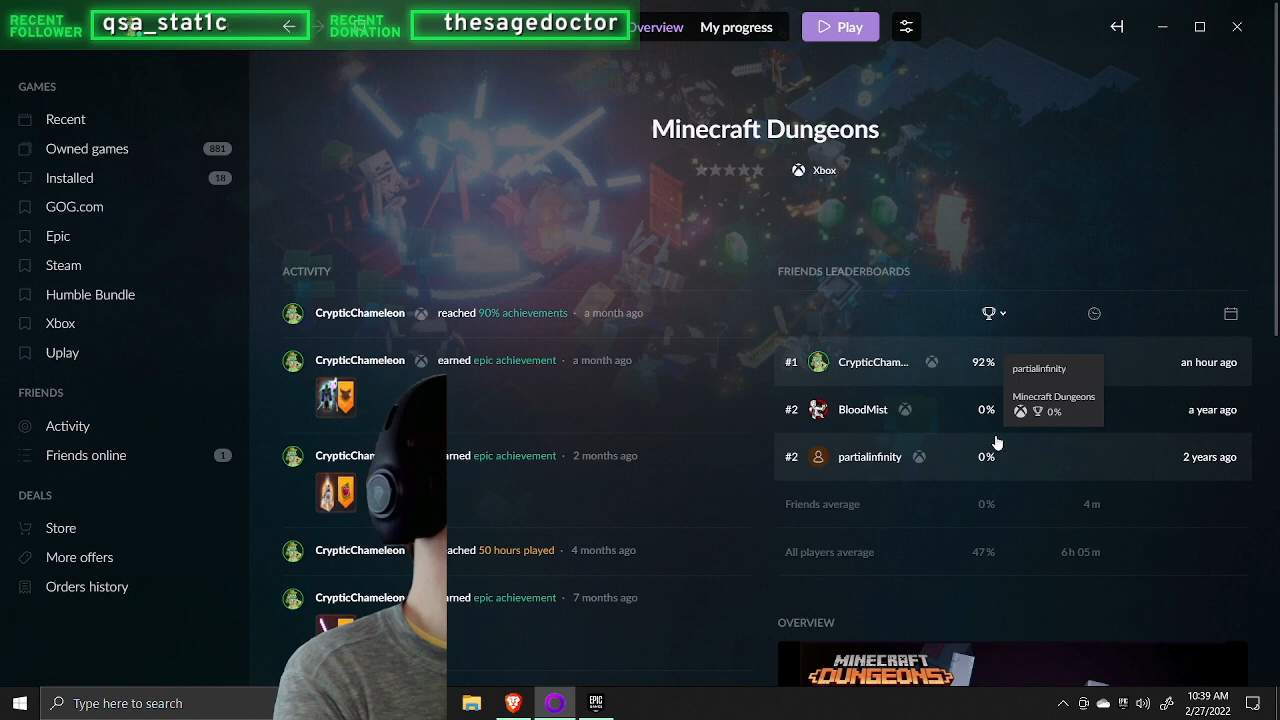 RECENT FOLLOWER
qsa_stat1c
RECENT DONATION
thesagedoctor
Overview
My progress
Play
GAMES
Recent
Owned games 881
Installed 18
GOG.com
Epic
Steam
Humble Bundle
Xbox
Uplay
FRIENDS
Activity
Friends online 1
DEALS
Store
More offers
Orders history
Minecraft Dungeons
Xbox
ACTIVITY
CrypticChameleon reached 90% achievements · a month ago
CrypticChameleon earned epic achievement · a month ago
CrypticC arned epic achievement · 2 months ago
CrypticCham ached 50 hours played · 4 months ago
CrypticCham arned epic achievement · 7 months ago
FRIENDS LEADERBOARDS
#1 CrypticCham... 92% an hour ago
#2 BloodMist 0% a year ago
#2 partialinfinity 0% 2 years ago
partialinfinity
Minecraft Dungeons
0%
Friends average 0% 4 m
All players average 47% 6 h 05 m
OVERVIEW
MINECRAFT
DUNGEONS
Type here to search
EPIC GAMES
10:39 AM
2/27/2022